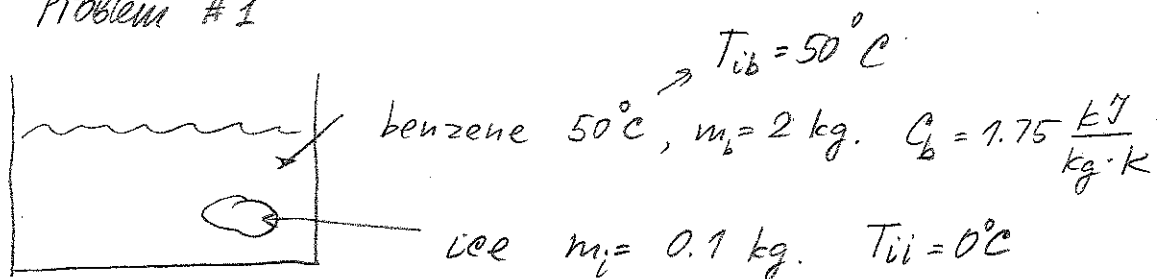 Problem #1
T_ib = 50°C
benzene 50°C, m_b = 2 kg. C_b = 1.75 kJ/kg·K
ice m_i = 0.1 kg. T_ii = 0°C